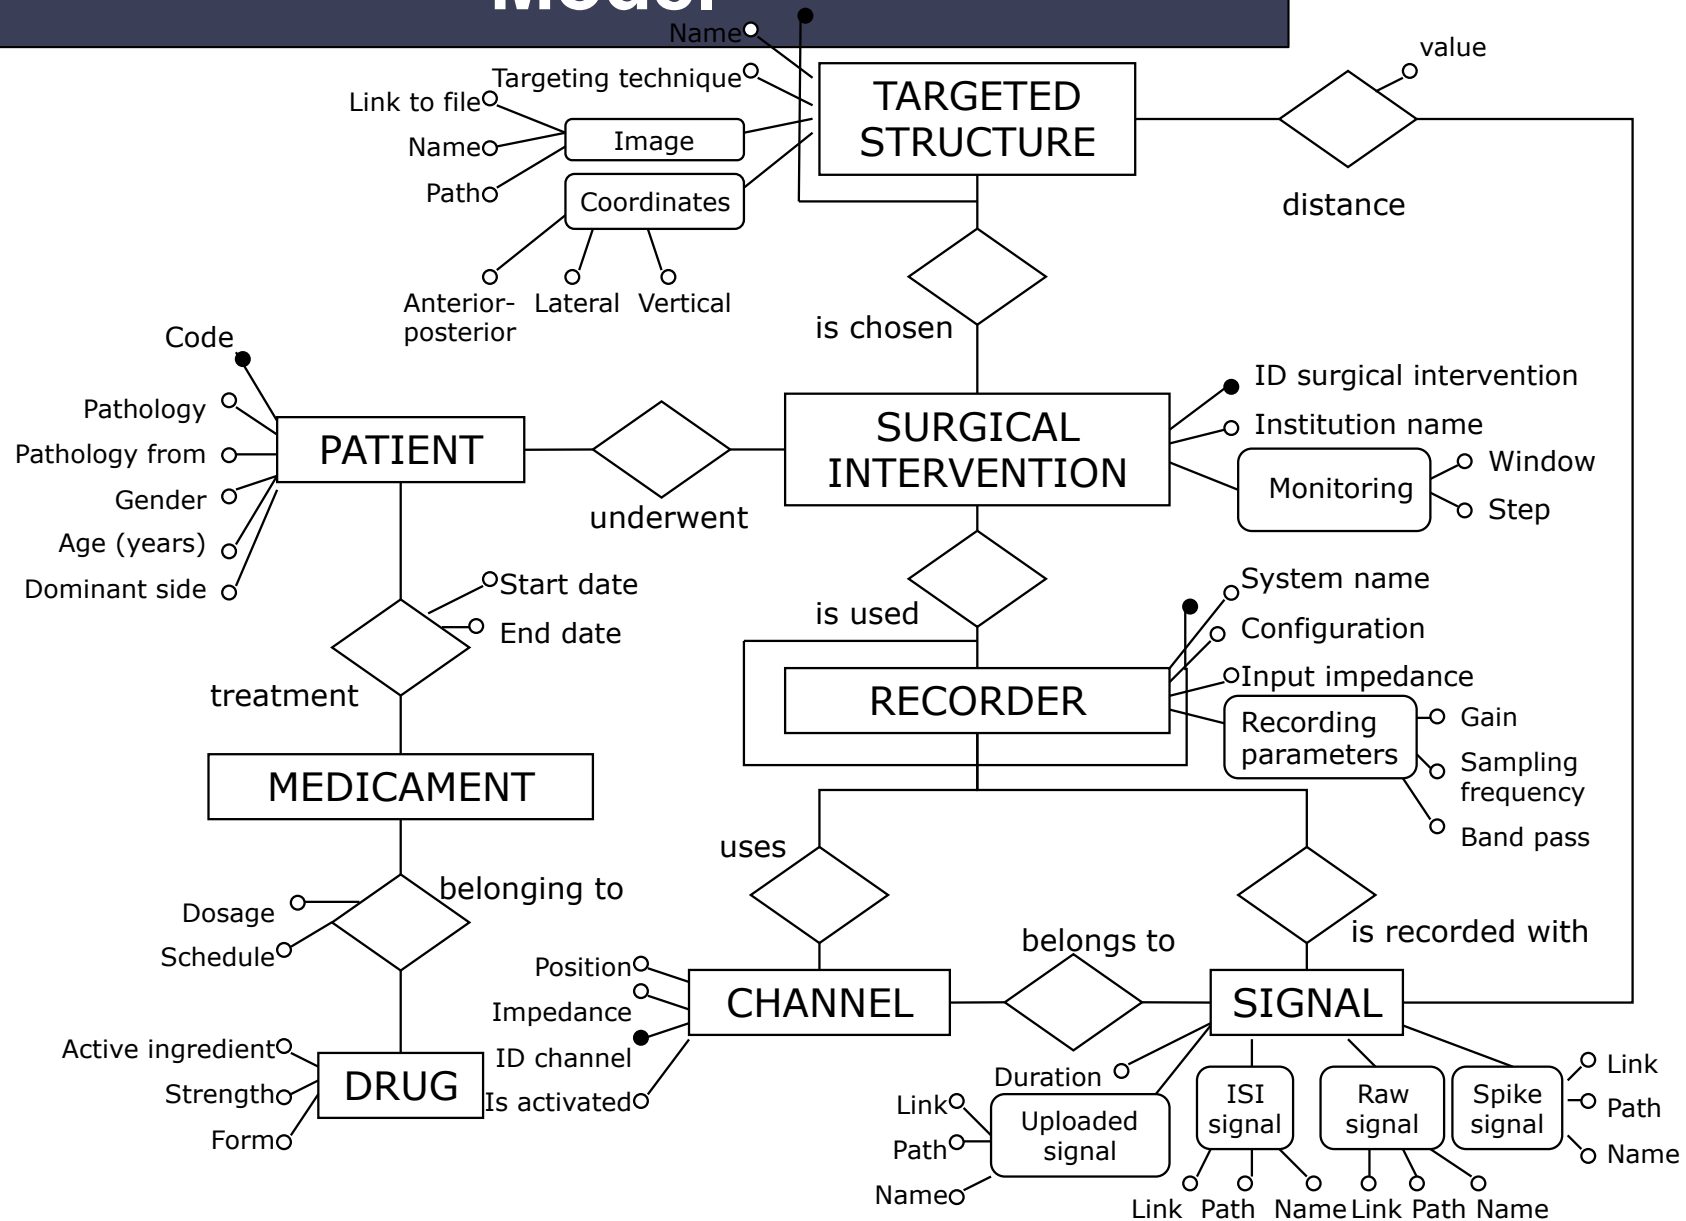 Model
Name
value
Targeting technique
TARGETED
STRUCTURE
Link to file
Image
Name
Path
Coordinates
distance
Anterior-
posterior
Lateral
Vertical
is chosen
Code
ID surgical intervention
Pathology
Institution name
PATIENT
SURGICAL
INTERVENTION
Pathology from
Window
Monitoring
Gender
Step
underwent
Age (years)
Dominant side
Start date
System name
is used
End date
Configuration
Input impedance
treatment
RECORDER
Recording
parameters
Gain
Sampling
frequency
MEDICAMENT
Band pass
uses
belonging to
Dosage
is recorded with
belongs to
Schedule
Position
CHANNEL
SIGNAL
Impedance
Active ingredient
ID channel
Duration
Link
DRUG
Strength
Is activated
Link
ISI
signal
Raw
signal
Spike
signal
Path
Uploaded
signal
Form
Path
Name
Name
Link
Path
Name
Link
Path
Name